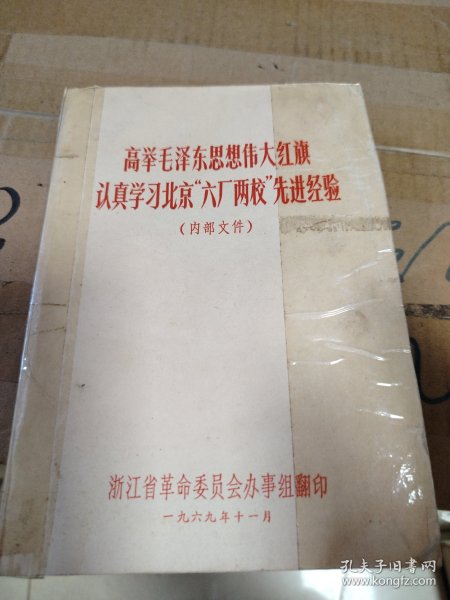 高举毛泽东思想伟大红旗
认真学习北京“六厂两校”先进经验
(内部文件)
浙江省革命委员会办事组翻印
一九六九年十一月
孔夫子旧书网
www.kongfz.com